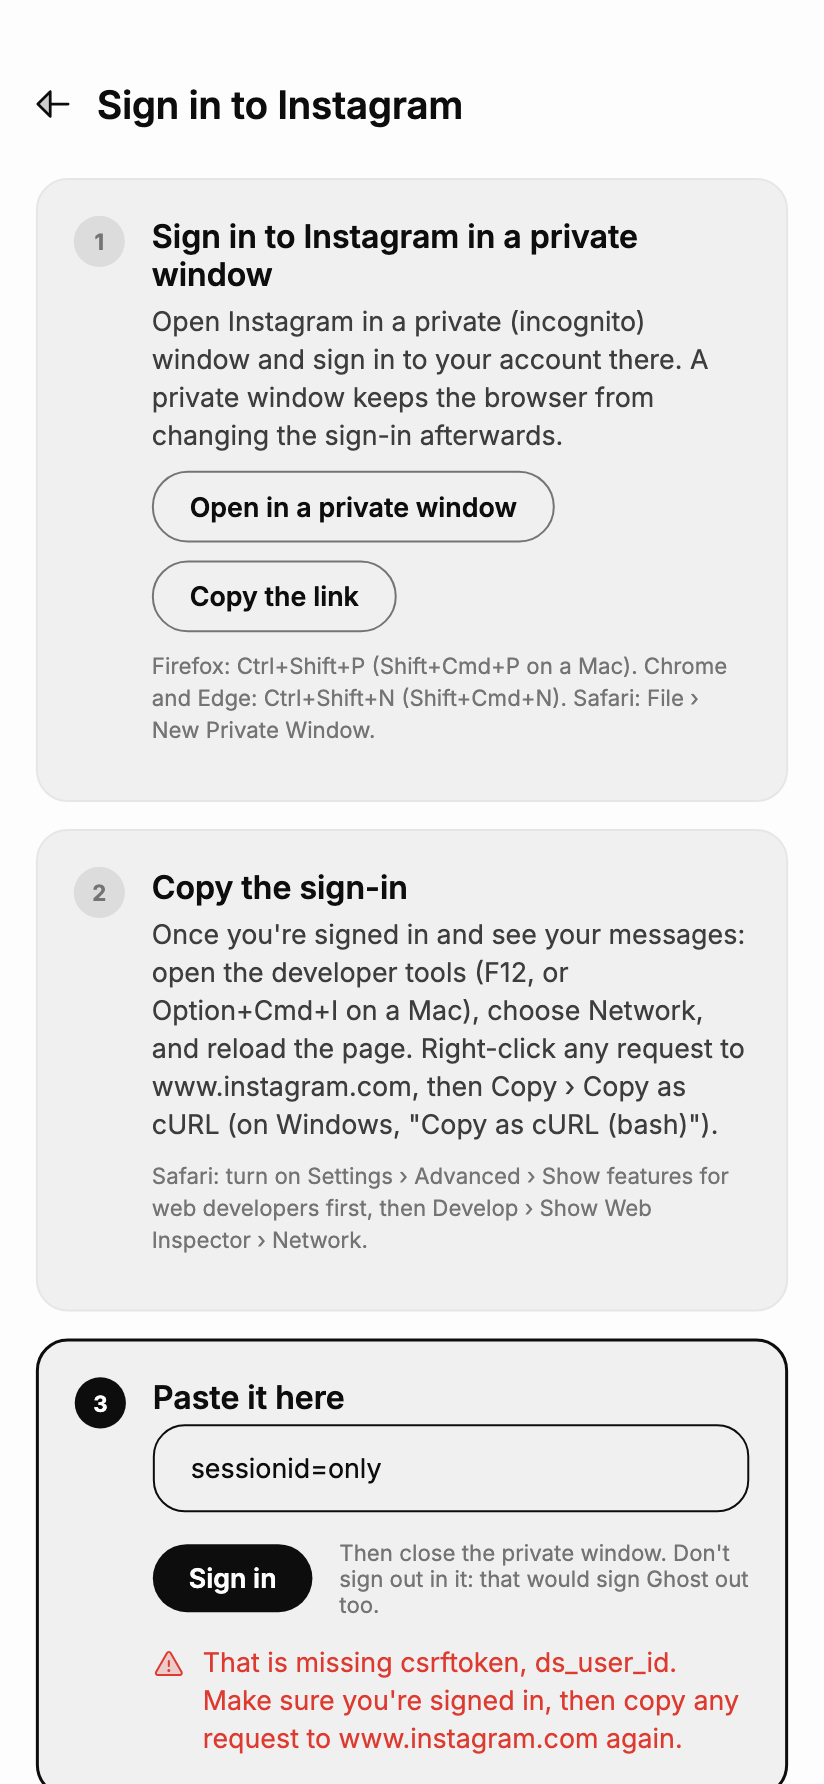 Sign in to Instagram
1
Sign in to Instagram in a private
window
Open Instagram in a private (incognito)
window and sign in to your account there. A
private window keeps the browser from
changing the sign-in afterwards.
Open in a private window
Copy the link
Firefox: Ctrl+Shift+P (Shift+Cmd+P on a Mac). Chrome
and Edge: Ctrl+Shift+N (Shift+Cmd+N). Safari: File ›
New Private Window.
2
Copy the sign-in
Once you're signed in and see your messages:
open the developer tools (F12, or
Option+Cmd+I on a Mac), choose Network,
and reload the page. Right-click any request to
www.instagram.com, then Copy › Copy as
cURL (on Windows, "Copy as cURL (bash)").
Safari: turn on Settings › Advanced › Show features for
web developers first, then Develop › Show Web
Inspector › Network.
3
Paste it here
sessionid=only
Sign in
Then close the private window. Don't
sign out in it: that would sign Ghost out
too.
That is missing csrftoken, ds_user_id.
Make sure you're signed in, then copy any
request to www.instagram.com again.